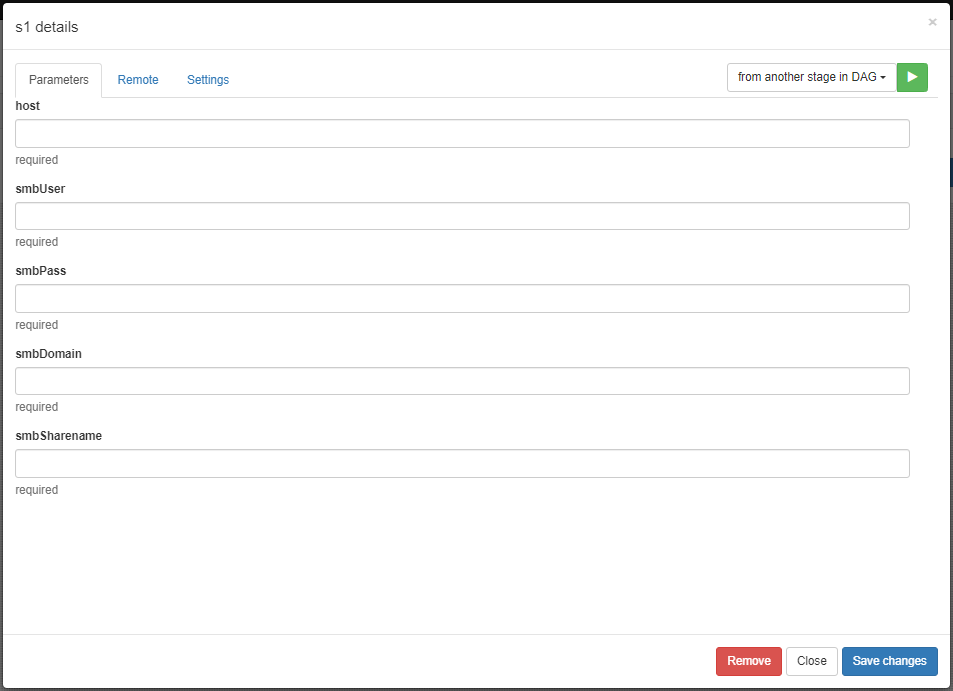 s1 details
×
Parameters
Remote
Settings
from another stage in DAG
host
required
smbUser
required
smbPass
required
smbDomain
required
smbSharename
required
Remove
Close
Save changes